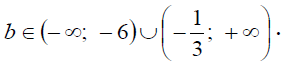 b ∈ (−∞; −6) ∪ (−1/3; +∞).